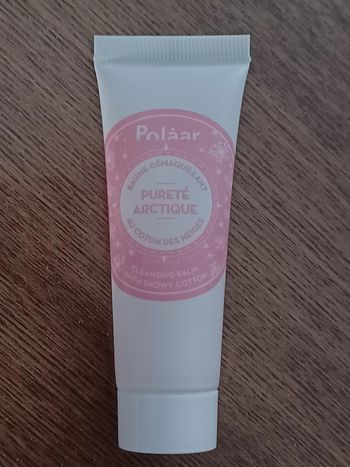 Polåar
BAUME DÉMAQUILLANT
PURETÉ
ARCTIQUE
AU COTON DES NEIGES
CLEANSING BALM
WITH SNOWY COTTON